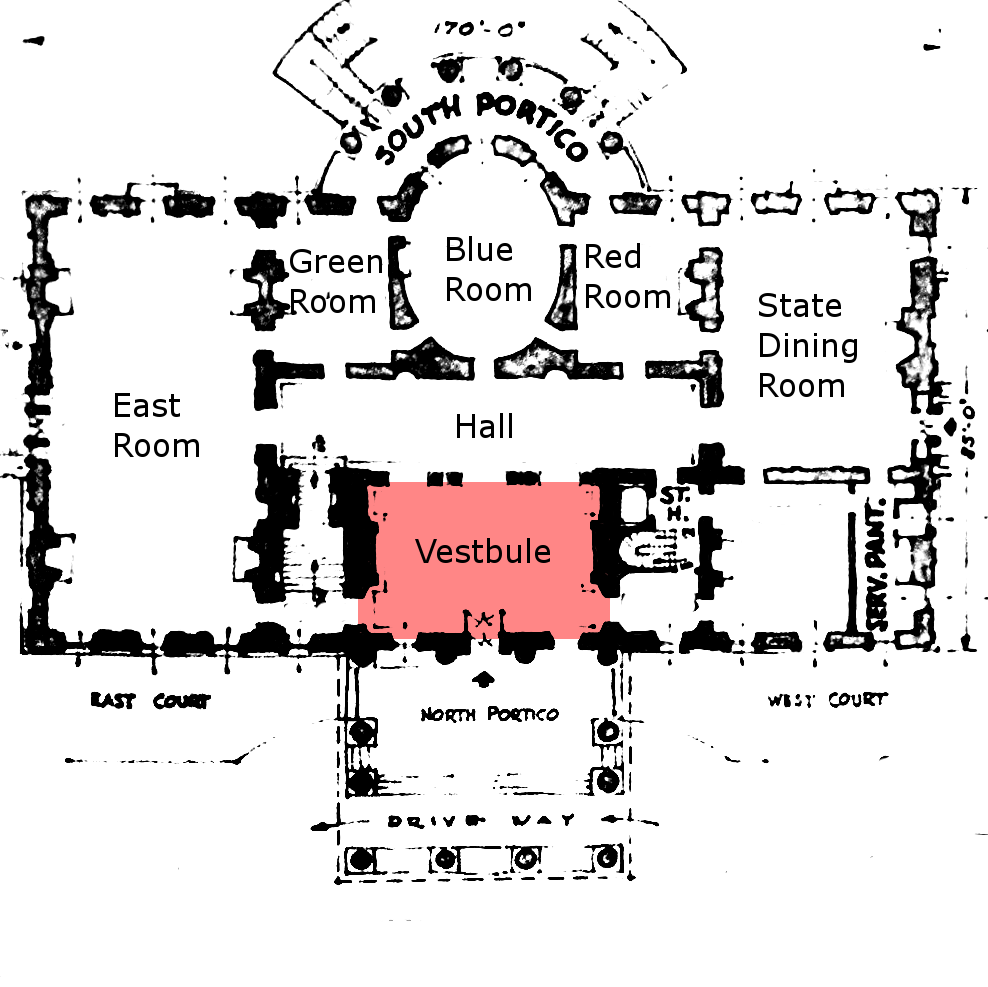 170'-0"
SOUTH PORTICO
Green
Room
Blue
Room
Red
Room
State
Dining
Room
East
Room
Hall
85'-0"
ST.
H.
Vestbule
SERV. PANT.
EAST COURT
WEST COURT
NORTH PORTICO
DRIVE WAY